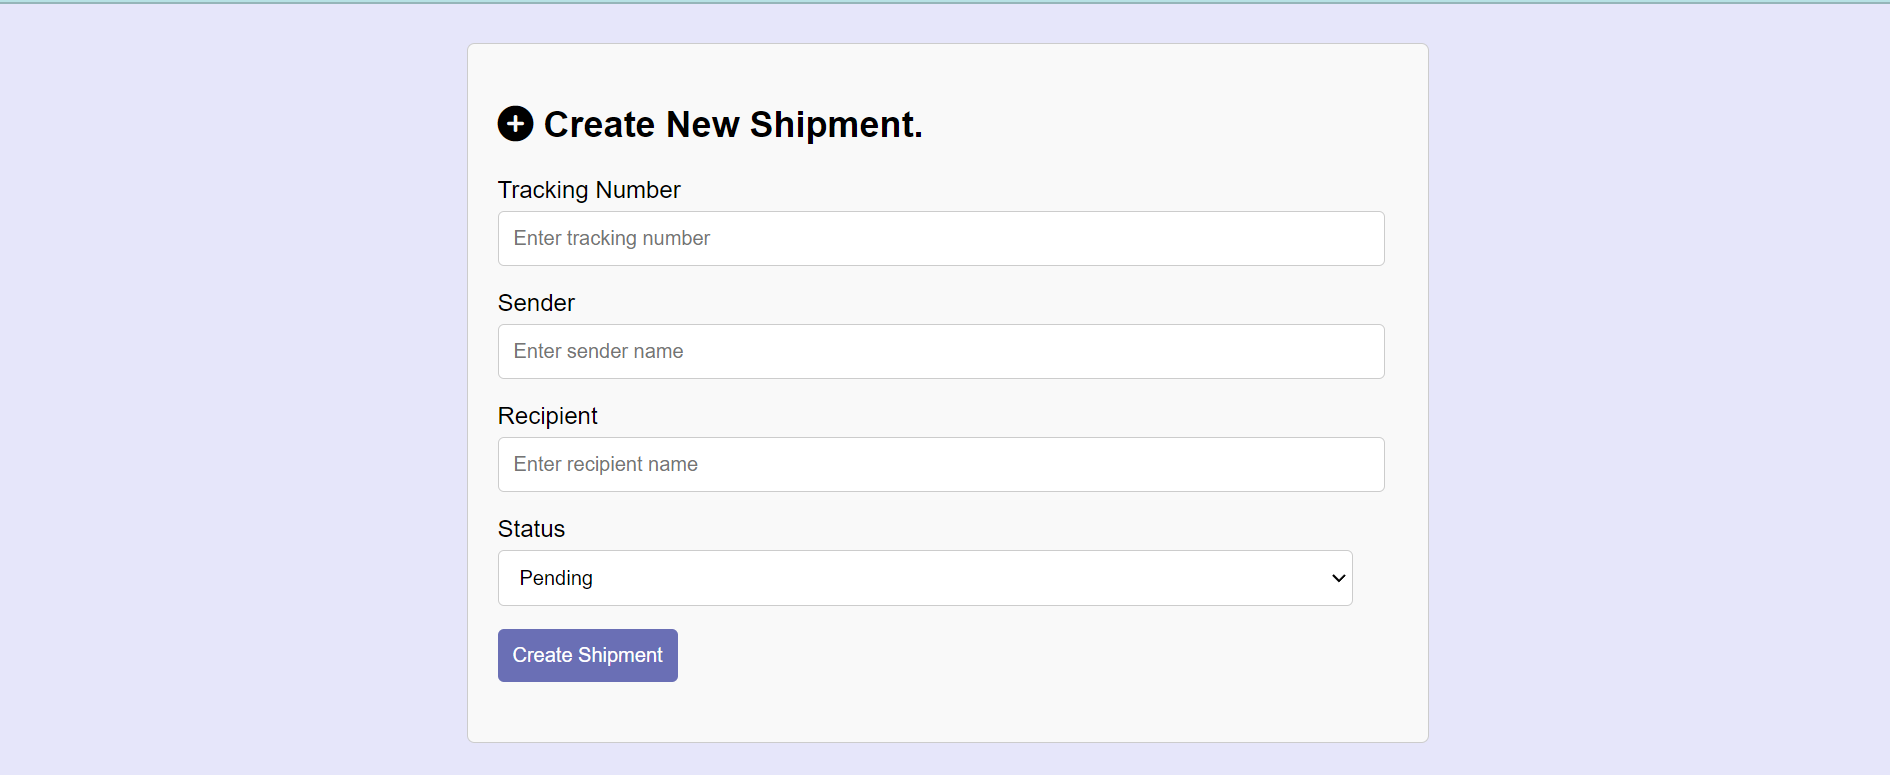 Create New Shipment.
Tracking Number
Enter tracking number
Sender
Enter sender name
Recipient
Enter recipient name
Status
Pending
Create Shipment